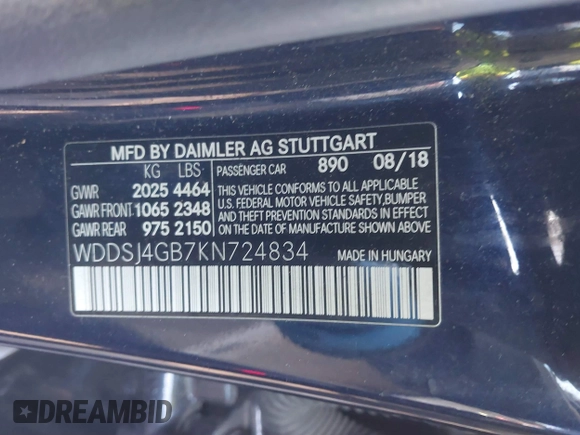 MFD BY DAIMLER AG STUTTGART
KG LBS PASSENGER CAR 890 08/18
GVWR 2025 4464 THIS VEHICLE CONFORMS TO ALL APPLICABLE
GAWR FRONT 1065 2348 U.S. FEDERAL MOTOR VEHICLE SAFETY,BUMPER
GAWR REAR 975 2150 AND THEFT PREVENTION STANDARDS IN EFFECT ON
THE DATE OF MANUFACTURE SHOWN ABOVE.
WDDSJ4GB7KN724834 MADE IN HUNGARY
DREAMBID